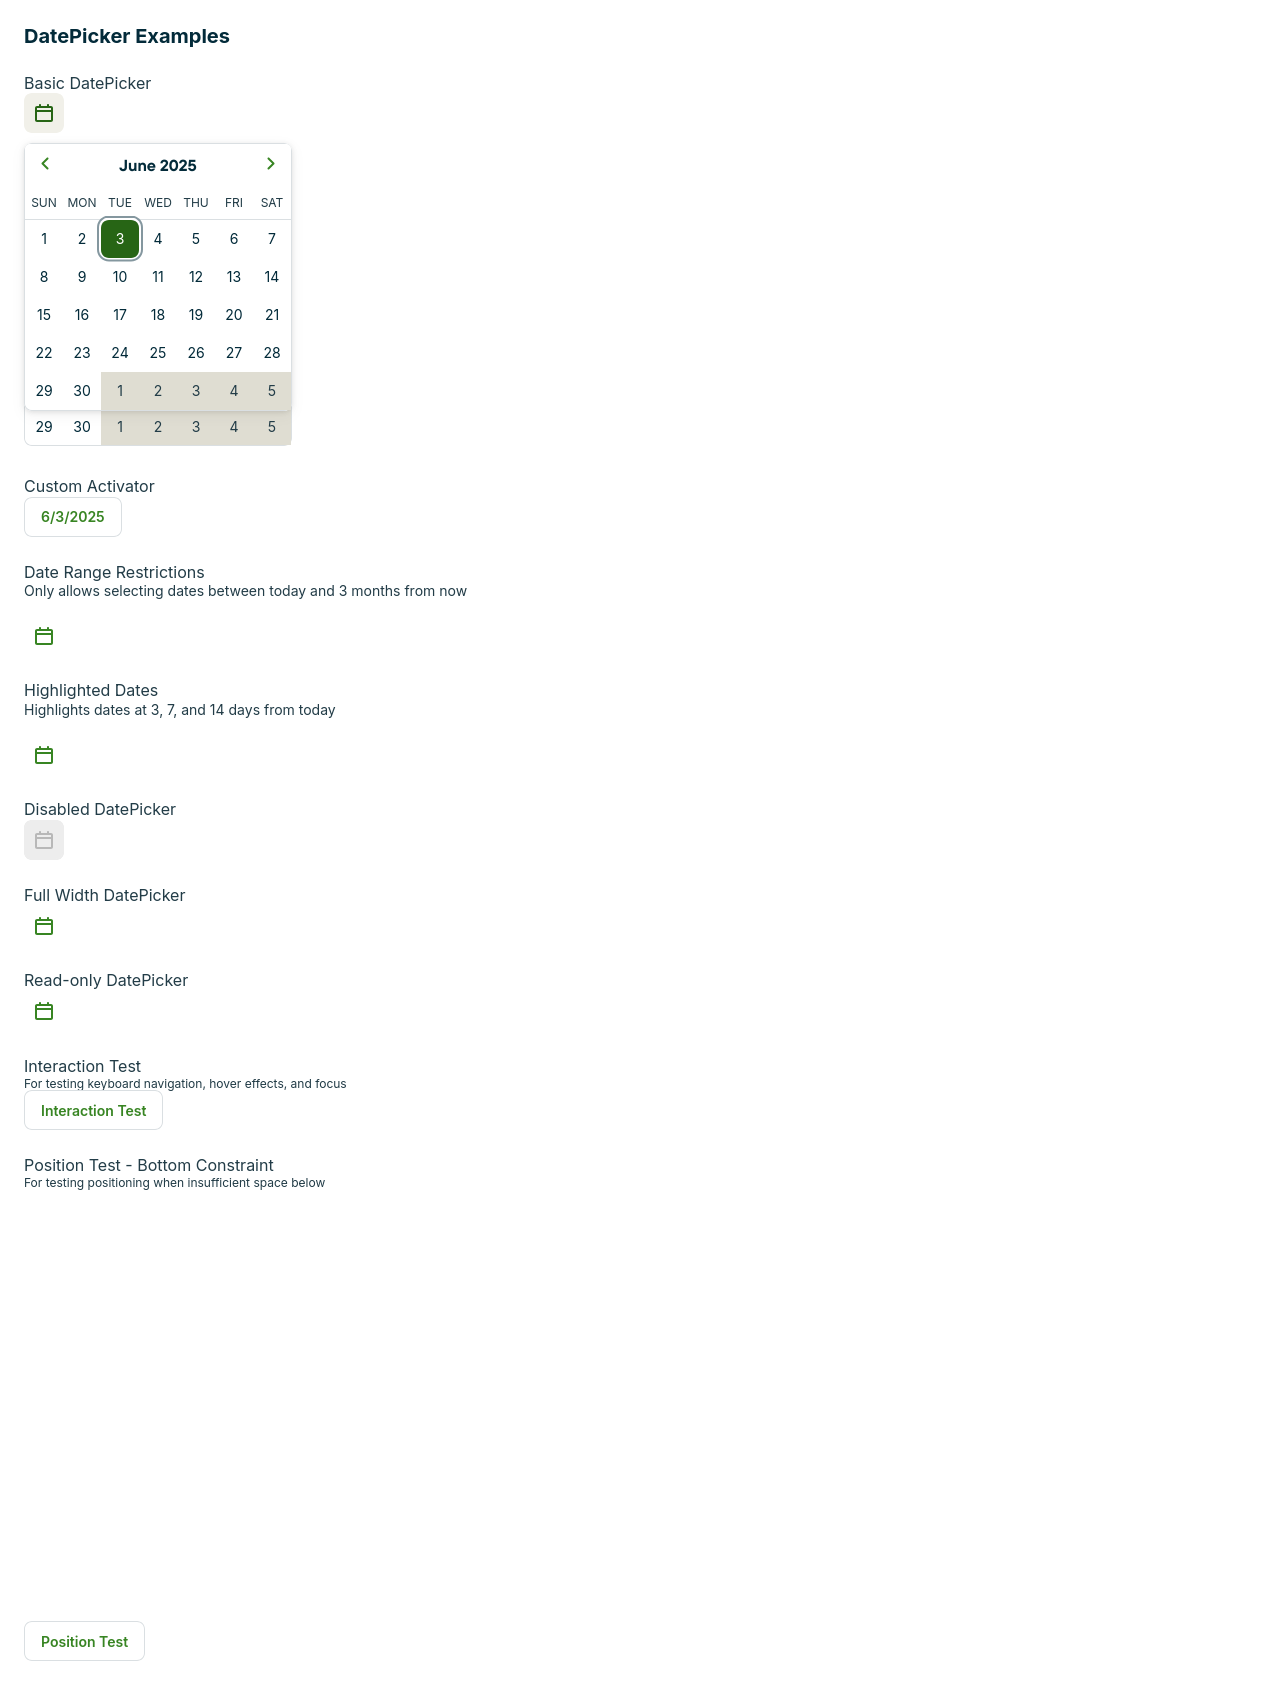 DatePicker Examples
Basic DatePicker
June 2025
SUN MON TUE WED THU FRI SAT
1 2 3 4 5 6 7
8 9 10 11 12 13 14
15 16 17 18 19 20 21
22 23 24 25 26 27 28
29 30 1 2 3 4 5
29 30 1 2 3 4 5
Custom Activator
6/3/2025
Date Range Restrictions
Only allows selecting dates between today and 3 months from now
Highlighted Dates
Highlights dates at 3, 7, and 14 days from today
Disabled DatePicker
Full Width DatePicker
Read-only DatePicker
Interaction Test
For testing keyboard navigation, hover effects, and focus
Interaction Test
Position Test - Bottom Constraint
For testing positioning when insufficient space below
Position Test